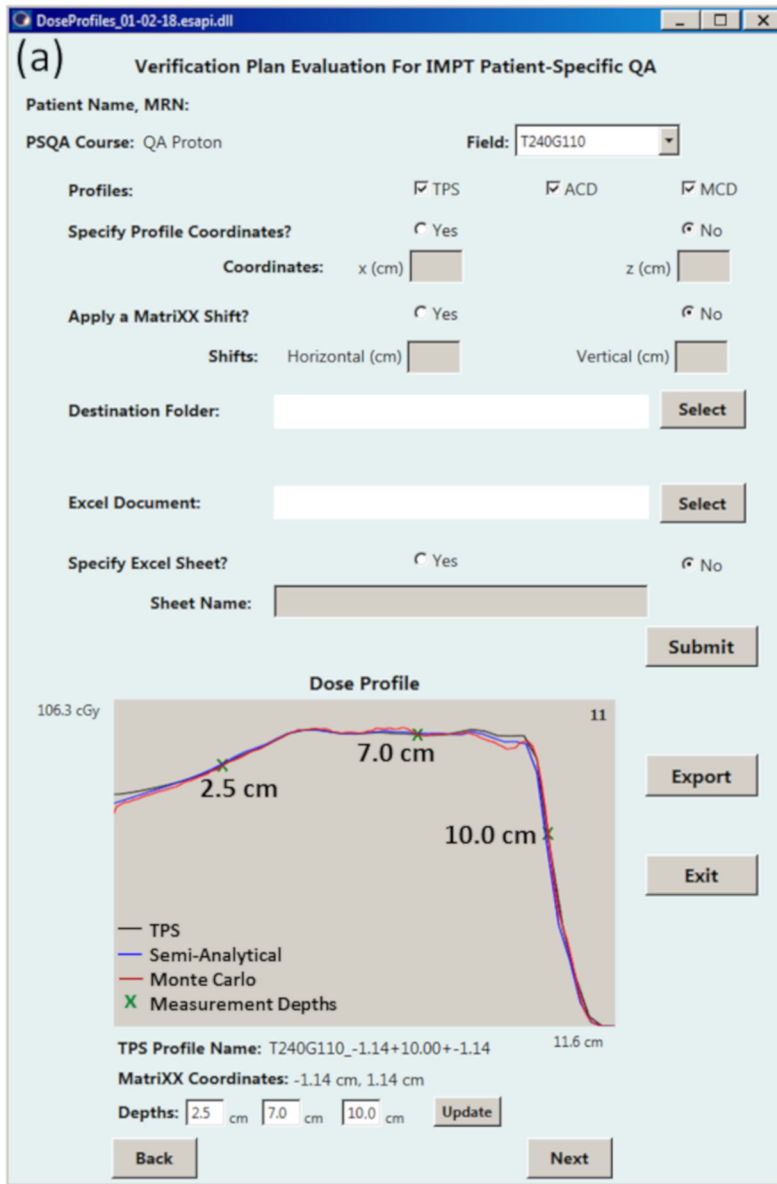 DoseProfiles_01-02-18.esapi.dll
(a)
Verification Plan Evaluation For IMPT Patient-Specific QA
Patient Name, MRN:
PSQA Course: QA Proton Field: T240G110
Profiles: TPS ACD MCD
Specify Profile Coordinates? Yes No
Coordinates: x (cm) z (cm)
Apply a MatriXX Shift? Yes No
Shifts: Horizontal (cm) Vertical (cm)
Destination Folder: Select
Excel Document: Select
Specify Excel Sheet? Yes No
Sheet Name:
Submit
Dose Profile
106.3 cGy
11
7.0 cm
2.5 cm
Export
10.0 cm
Exit
TPS
Semi-Analytical
Monte Carlo
X Measurement Depths
11.6 cm
TPS Profile Name: T240G110_-1.14+10.00+-1.14
MatriXX Coordinates: -1.14 cm, 1.14 cm
Depths: 2.5 cm 7.0 cm 10.0 cm Update
Back Next